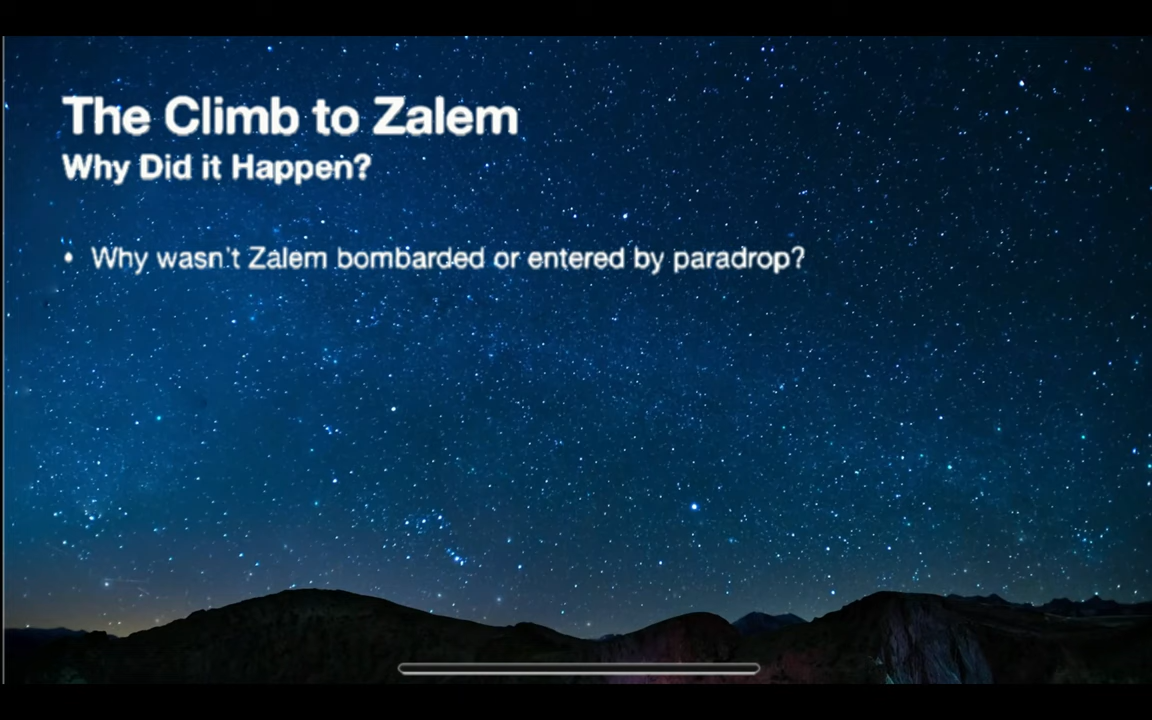 The Climb to Zalem
Why Did it Happen?
• Why wasn't Zalem bombarded or entered by paradrop?